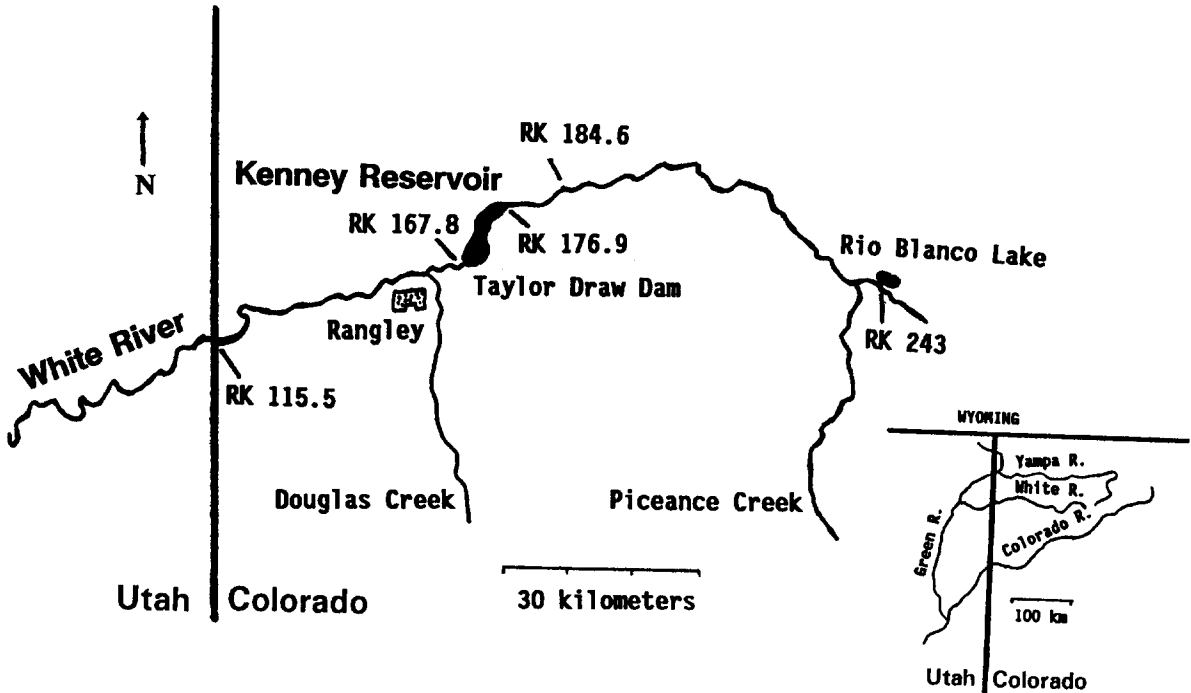 RK 184.6
Kenney Reservoir
N
RK 167.8
RK 176.9
Rio Blanco Lake
Taylor Draw Dam
Rangley
White River
RK 243
RK 115.5
WYOMING
Yampa R.
White R.
Douglas Creek
Piceance Creek
Colorado R.
Green R.
30 kilometers
100 km
Utah Colorado
Utah Colorado